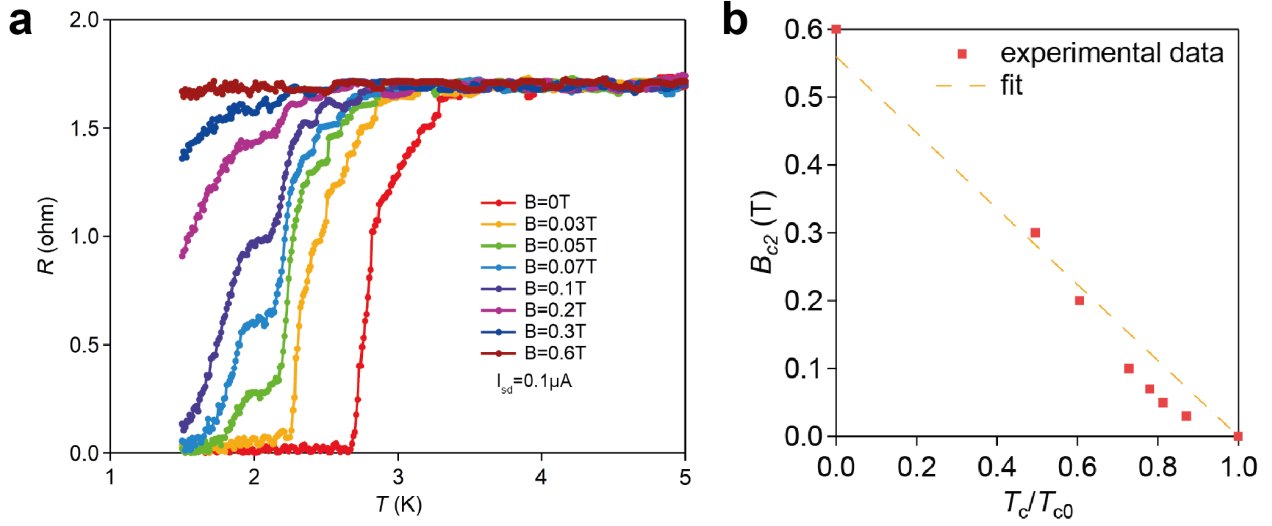 a
2.0
1.5
1.0
0.5
0.0
R (ohm)
1
2
3
4
5
T (K)
B=0T
B=0.03T
B=0.05T
B=0.07T
B=0.1T
B=0.2T
B=0.3T
B=0.6T
Isd=0.1μA
b
0.6
0.5
0.4
0.3
0.2
0.1
0.0
Bc2 (T)
0.0
0.2
0.4
0.6
0.8
1.0
Tc/Tc0
experimental data
fit